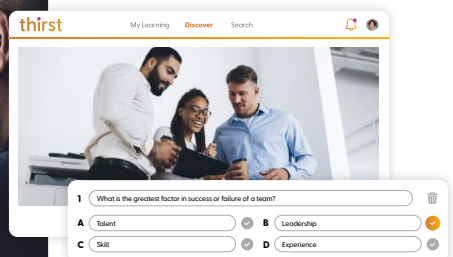 thirst My Learning Discover Search
1 What is the greatest factor in success or failure of a team?
A Talent B Leadership
C Skill D Experience